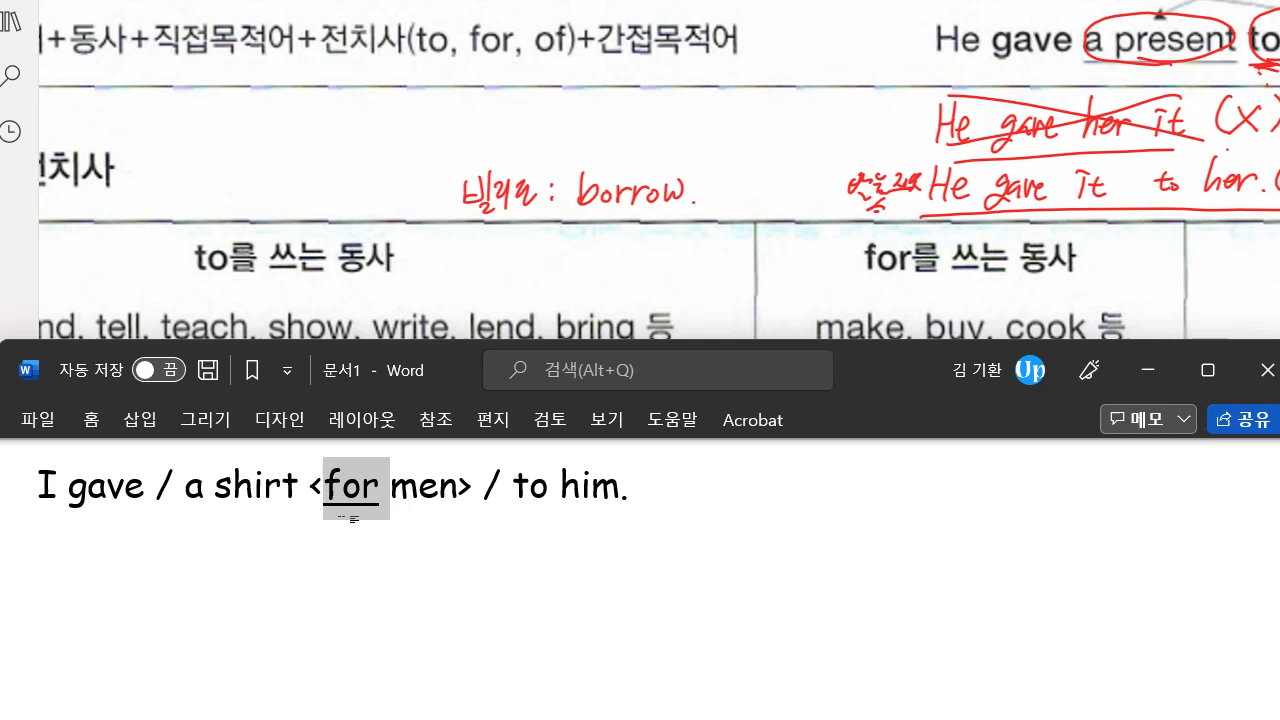 +동사+직접목적어+전치사(to, for, of)+간접목적어 He gave a present to
He gave her it (X)
전치사
빌리다 : borrow. He gave it to her.
to를 쓰는 동사 for를 쓰는 동사
tell, teach, show, write, lend, bring 등 make, buy, cook 등
자동 저장 끔 문서1 - Word 검색(Alt+Q) 김 기환 Up
파일 홈 삽입 그리기 디자인 레이아웃 참조 편지 검토 보기 도움말 Acrobat 메모 공유
I gave / a shirt <for men> / to him.